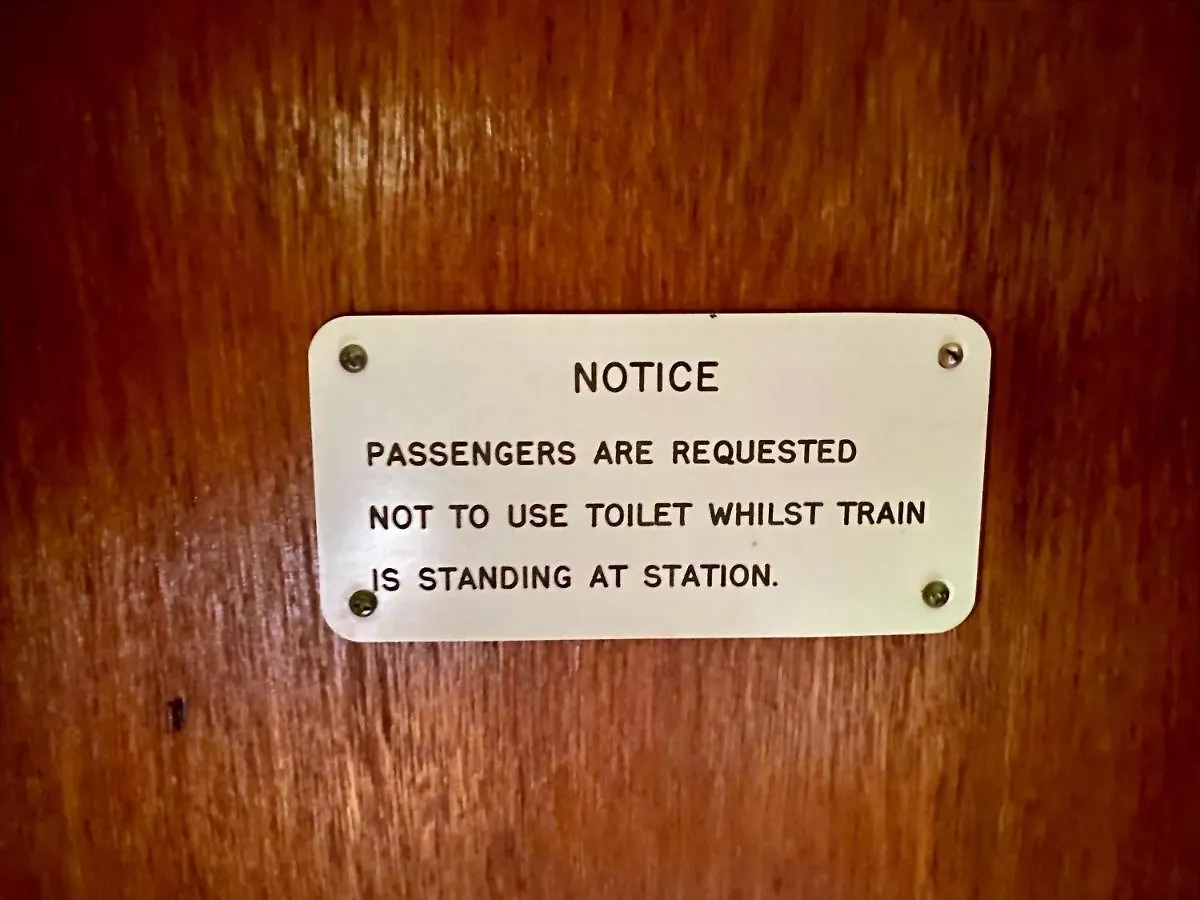 NOTICE
PASSENGERS ARE REQUESTED
NOT TO USE TOILET WHILST TRAIN
IS STANDING AT STATION.